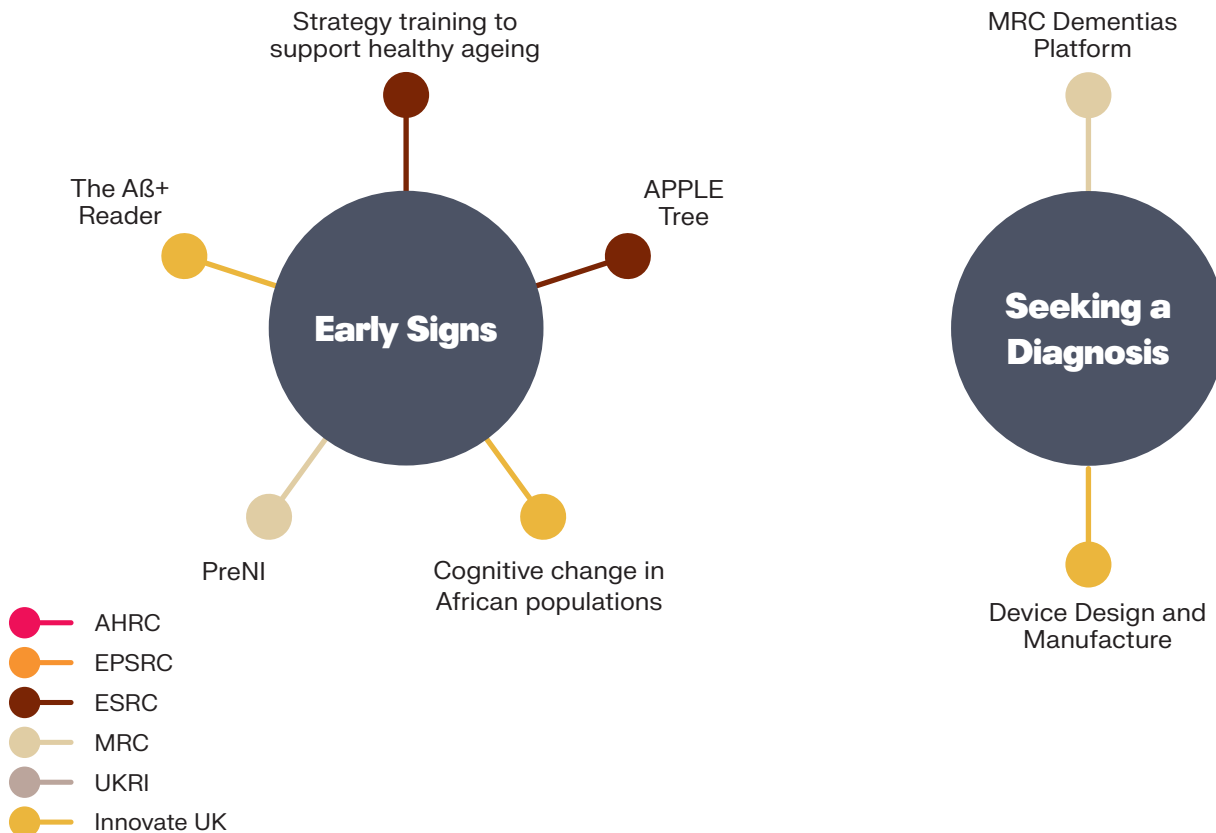 Strategy training to
support healthy ageing
The Aß+
Reader
APPLE
Tree
Early Signs
PreNI
Cognitive change in
African populations
MRC Dementias
Platform
Seeking a
Diagnosis
Device Design and
Manufacture
AHRC
EPSRC
ESRC
MRC
UKRI
Innovate UK